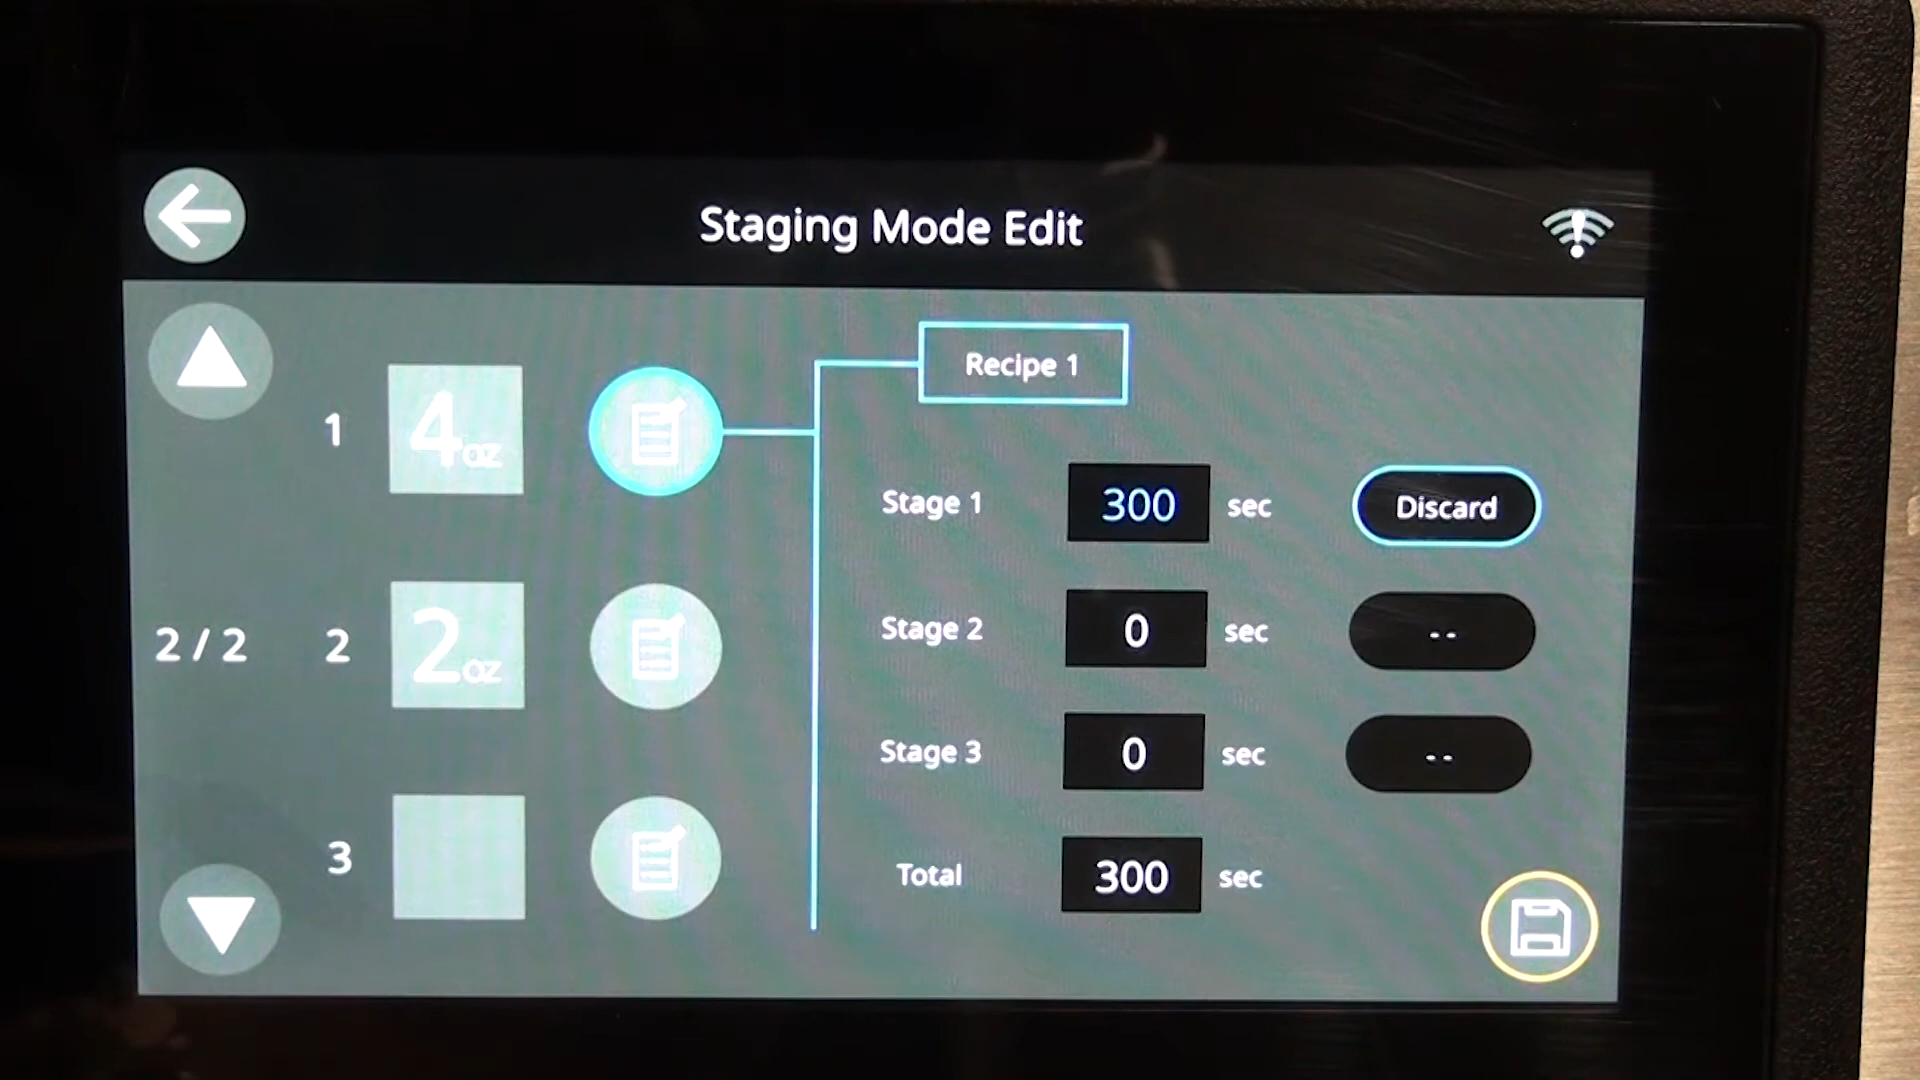 Staging Mode Edit
Recipe 1
1
4oz
Stage 1 300 sec Discard
2 / 2
2
2oz
Stage 2 0 sec --
Stage 3 0 sec --
3
Total 300 sec